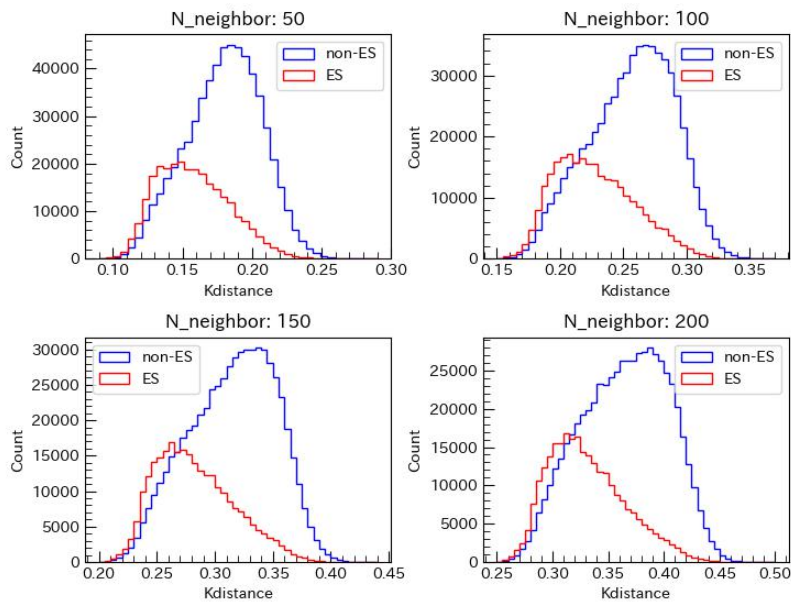 N_neighbor: 50
Count
40000
30000
20000
10000
0
non-ES
ES
0.10 0.15 0.20 0.25 0.30
Kdistance
N_neighbor: 100
Count
30000
20000
10000
0
non-ES
ES
0.15 0.20 0.25 0.30 0.35
Kdistance
N_neighbor: 150
Count
30000
25000
20000
15000
10000
5000
0
non-ES
ES
0.20 0.25 0.30 0.35 0.40 0.45
Kdistance
N_neighbor: 200
Count
25000
20000
15000
10000
5000
0
non-ES
ES
0.25 0.30 0.35 0.40 0.45 0.50
Kdistance